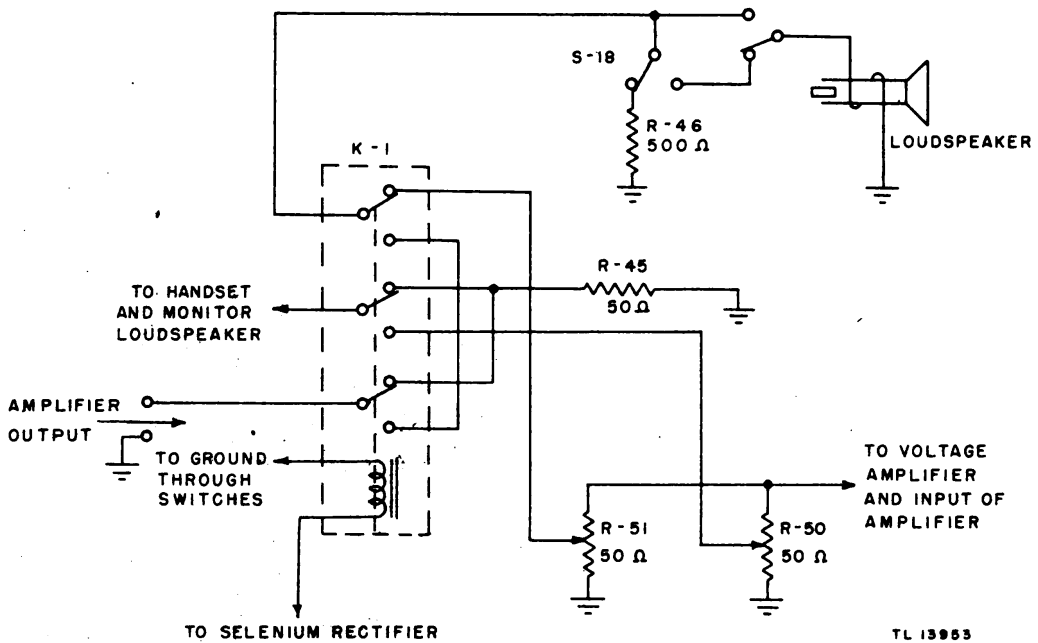 S-18
R-46
500 Ω
LOUDSPEAKER
K-1
R-45
50 Ω
TO HANDSET
AND MONITOR
LOUDSPEAKER
AMPLIFIER
OUTPUT
TO GROUND
THROUGH
SWITCHES
TO VOLTAGE
AMPLIFIER
AND INPUT OF
AMPLIFIER
R-51
50 Ω
R-50
50 Ω
TO SELENIUM RECTIFIER
TL 13953